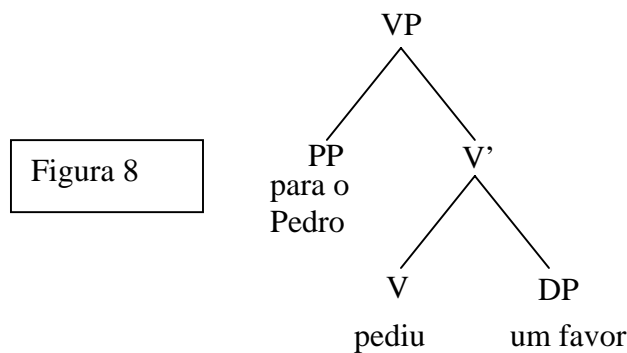 VP
Figura 8
PP
V’
para o
Pedro
V
DP
pediu
um favor